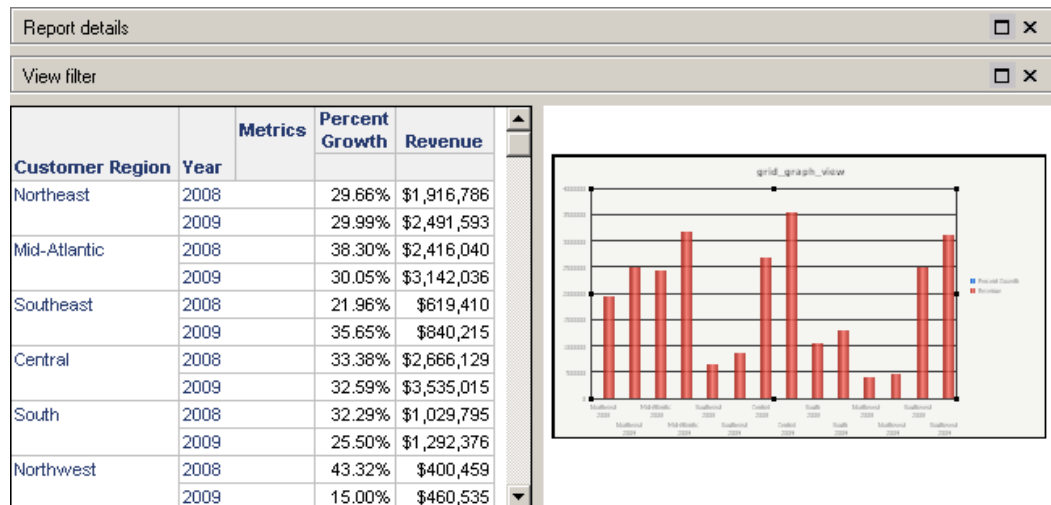 Report details
View filter
Metrics Percent Growth Revenue
Customer Region Year
Northeast 2008 29.66% $1,916,786
2009 29.99% $2,491,593
Mid-Atlantic 2008 38.30% $2,416,040
2009 30.05% $3,142,036
Southeast 2008 21.96% $619,410
2009 35.65% $840,215
Central 2008 33.38% $2,666,129
2009 32.59% $3,535,015
South 2008 32.29% $1,029,795
2009 25.50% $1,292,376
Northwest 2008 43.32% $400,459
2009 15.00% $460,535
grid_graph_view
Percent Growth
Revenue